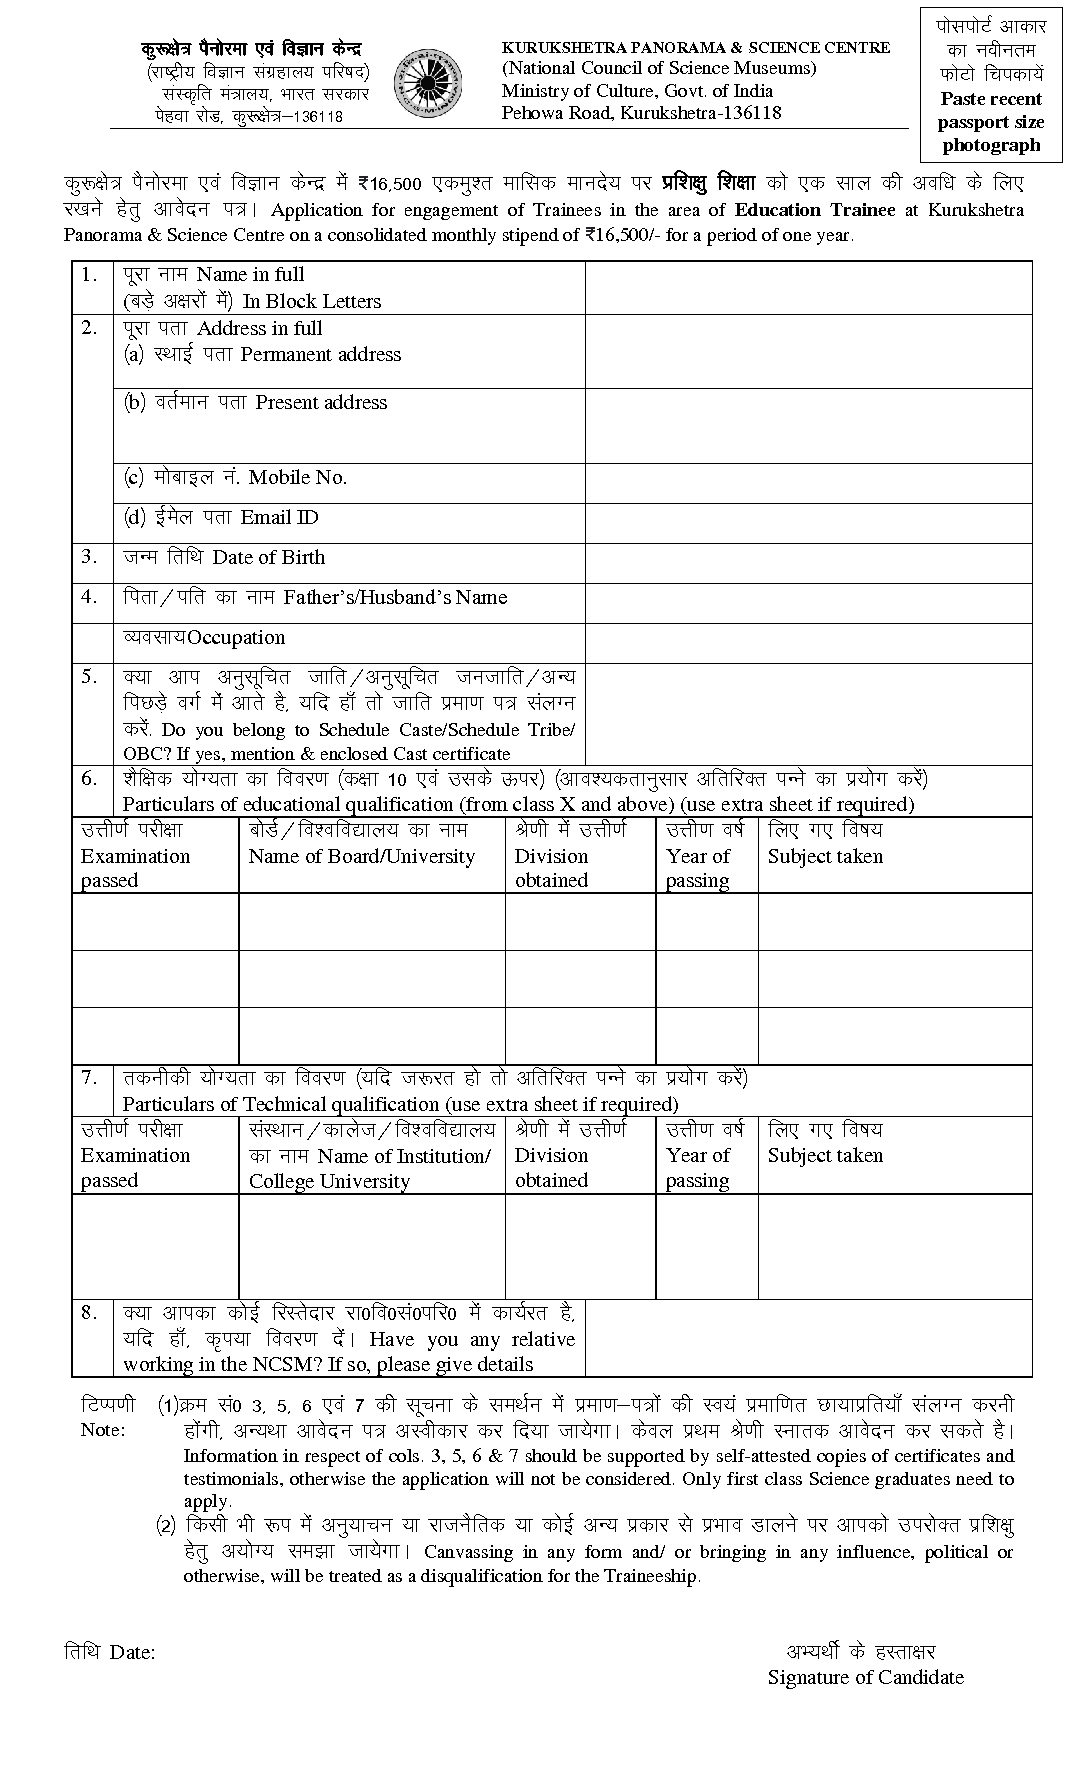 कुरूक्षेत्र पैनोरमा एवं विज्ञान केन्द्र
(राष्ट्रीय विज्ञान संग्रहालय परिषद)
संस्कृति मंत्रालय, भारत सरकार
पेहवा रोड, कुरूक्षेत्र–136118
KURUKSHETRA PANORAMA & SCIENCE CENTRE
(National Council of Science Museums)
Ministry of Culture, Govt. of India
Pehowa Road, Kurukshetra-136118
पोसपोर्ट आकार
का नवीनतम
फोटो चिपकायें
Paste recent
passport size
photograph
कुरूक्षेत्र पैनोरमा एवं विज्ञान केन्द्र में ₹16,500 एकमुश्त मासिक मानदेय पर प्रशिक्षु शिक्षा को एक साल की अवधि के लिए
रखने हेतु आवेदन पत्र। Application for engagement of Trainees in the area of Education Trainee at Kurukshetra
Panorama & Science Centre on a consolidated monthly stipend of ₹16,500/- for a period of one year.
1. पूरा नाम Name in full
(बड़े अक्षरों में) In Block Letters
2. पूरा पता Address in full
(a) स्थाई पता Permanent address
(b) वर्तमान पता Present address
(c) मोबाइल नं. Mobile No.
(d) ईमेल पता Email ID
3. जन्म तिथि Date of Birth
4. पिता/पति का नाम Father's/Husband's Name
व्यवसाय Occupation
5. क्या आप अनुसूचित जाति/अनुसूचित जनजाति/अन्य
पिछड़े वर्ग में आते है, यदि हाँ तो जाति प्रमाण पत्र संलग्न
करें. Do you belong to Schedule Caste/Schedule Tribe/
OBC? If yes, mention & enclosed Cast certificate
6. शैक्षिक योग्यता का विवरण (कक्षा 10 एवं उसके ऊपर) (आवश्यकतानुसार अतिरिक्त पन्ने का प्रयोग करें)
Particulars of educational qualification (from class X and above) (use extra sheet if required)
उत्तीर्ण परीक्षा
Examination
passed
बोर्ड/विश्वविद्यालय का नाम
Name of Board/University
श्रेणी में उत्तीर्ण
Division
obtained
उत्तीण वर्ष
Year of
passing
लिए गए विषय
Subject taken
7. तकनीकी योग्यता का विवरण (यदि जरूरत हो तो अतिरिक्त पन्ने का प्रयोग करें)
Particulars of Technical qualification (use extra sheet if required)
उत्तीर्ण परीक्षा
Examination
passed
संस्थान/कालेज/विश्वविद्यालय
का नाम Name of Institution/
College University
श्रेणी में उत्तीर्ण
Division
obtained
उत्तीण वर्ष
Year of
passing
लिए गए विषय
Subject taken
8. क्या आपका कोई रिस्तेदार रा0वि0सं0परि0 में कार्यरत है,
यदि हाँ, कृपया विवरण दें। Have you any relative
working in the NCSM? If so, please give details
टिप्पणी (1)क्रम सं0 3, 5, 6 एवं 7 की सूचना के समर्थन में प्रमाण–पत्रों की स्वयं प्रमाणित छायाप्रतियाँ संलग्न करनी
Note: होंगी, अन्यथा आवेदन पत्र अस्वीकार कर दिया जायेगा। केवल प्रथम श्रेणी स्नातक आवेदन कर सकते है।
Information in respect of cols. 3, 5, 6 & 7 should be supported by self-attested copies of certificates and
testimonials, otherwise the application will not be considered. Only first class Science graduates need to
apply.
(2) किसी भी रूप में अनुयाचन या राजनैतिक या कोई अन्य प्रकार से प्रभाव डालने पर आपको उपरोक्त प्रशिक्षु
हेतु अयोग्य समझा जायेगा। Canvassing in any form and/ or bringing in any influence, political or
otherwise, will be treated as a disqualification for the Traineeship.
तिथि Date:
अभ्यर्थी के हस्ताक्षर
Signature of Candidate